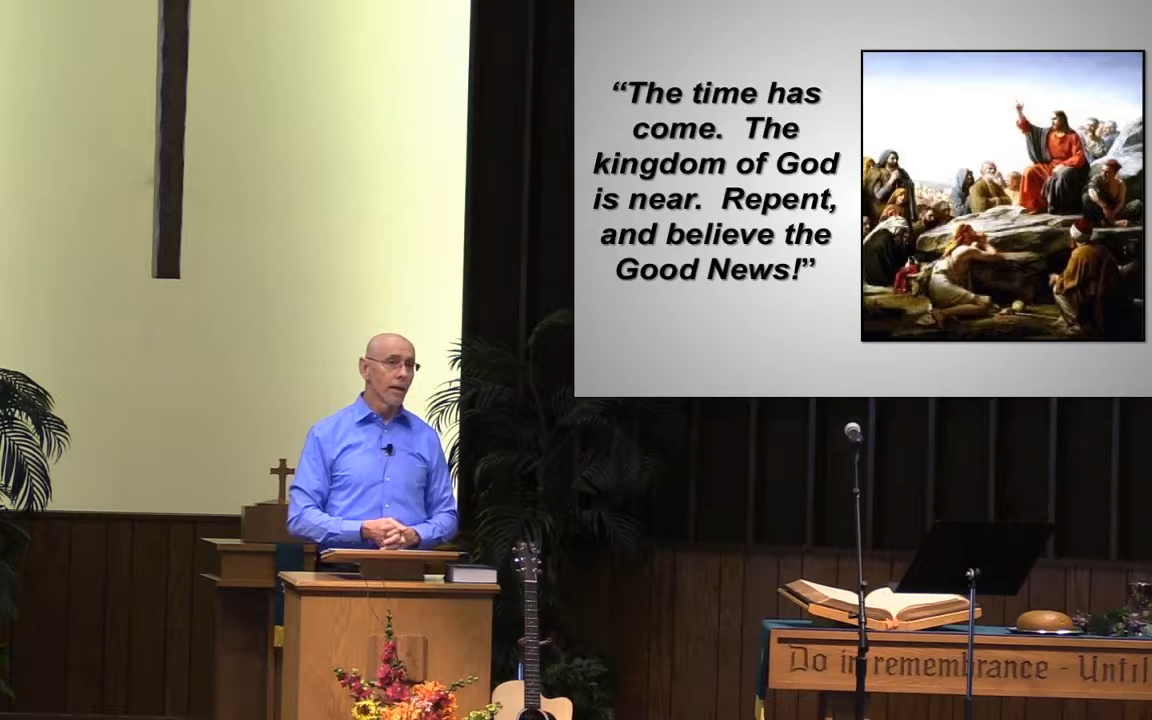 “The time has
come.  The
kingdom of God
is near.  Repent,
and believe the
Good News!”
Do in remembrance - Until